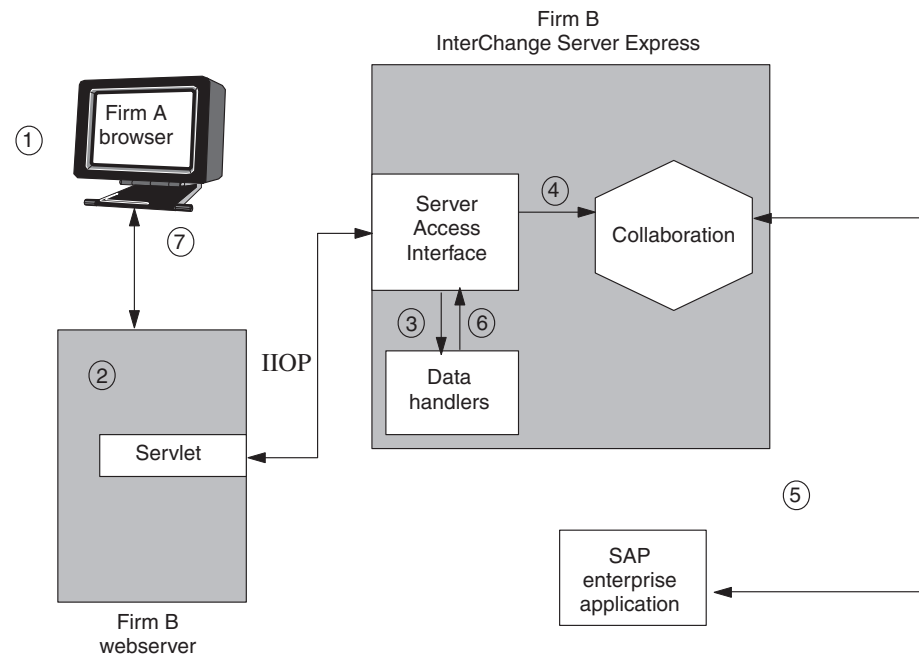 Firm B
InterChange Server Express
Firm A
browser
1
7
Server
Access
Interface
4
Collaboration
3
6
2
IIOP
Data
handlers
Servlet
5
SAP
enterprise
application
Firm B
webserver